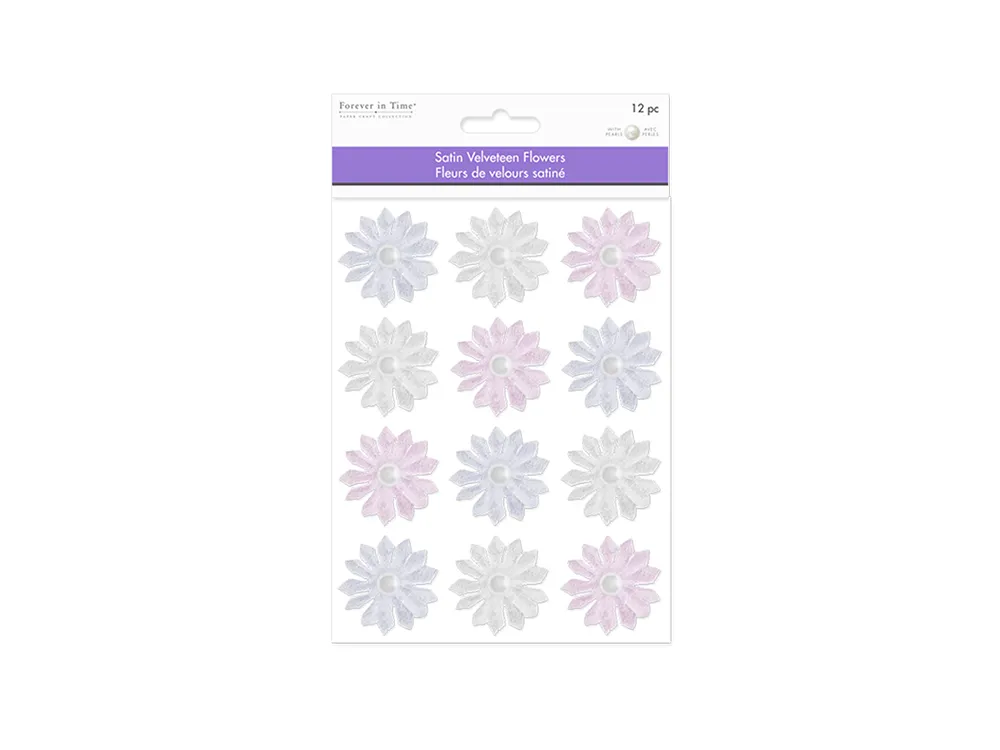 Forever in Time
PAPER CRAFT COLLECTION
12 pc
WITH PEARLS
AVEC PERLES
Satin Velveteen Flowers
Fleurs de velours satiné